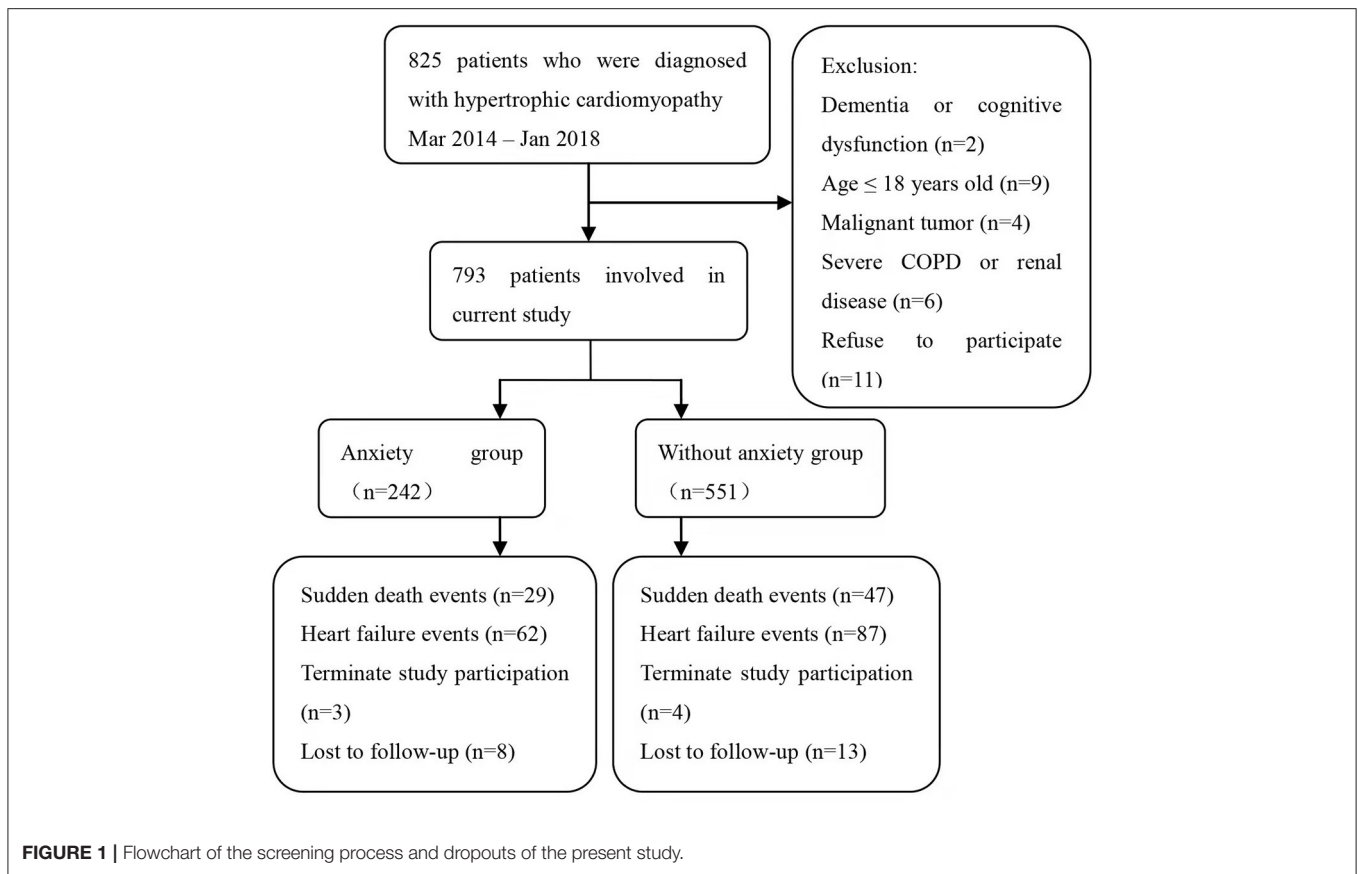 825 patients who were diagnosed
with hypertrophic cardiomyopathy
Mar 2014 – Jan 2018
Exclusion:
Dementia or cognitive
dysfunction (n=2)
Age ≤ 18 years old (n=9)
Malignant tumor (n=4)
Severe COPD or renal
disease (n=6)
Refuse to participate
(n=11)
793 patients involved in
current study
Anxiety group
（n=242）
Without anxiety group
（n=551）
Sudden death events (n=29)
Heart failure events (n=62)
Terminate study participation
(n=3)
Lost to follow-up (n=8)
Sudden death events (n=47)
Heart failure events (n=87)
Terminate study participation
(n=4)
Lost to follow-up (n=13)
FIGURE 1 | Flowchart of the screening process and dropouts of the present study.